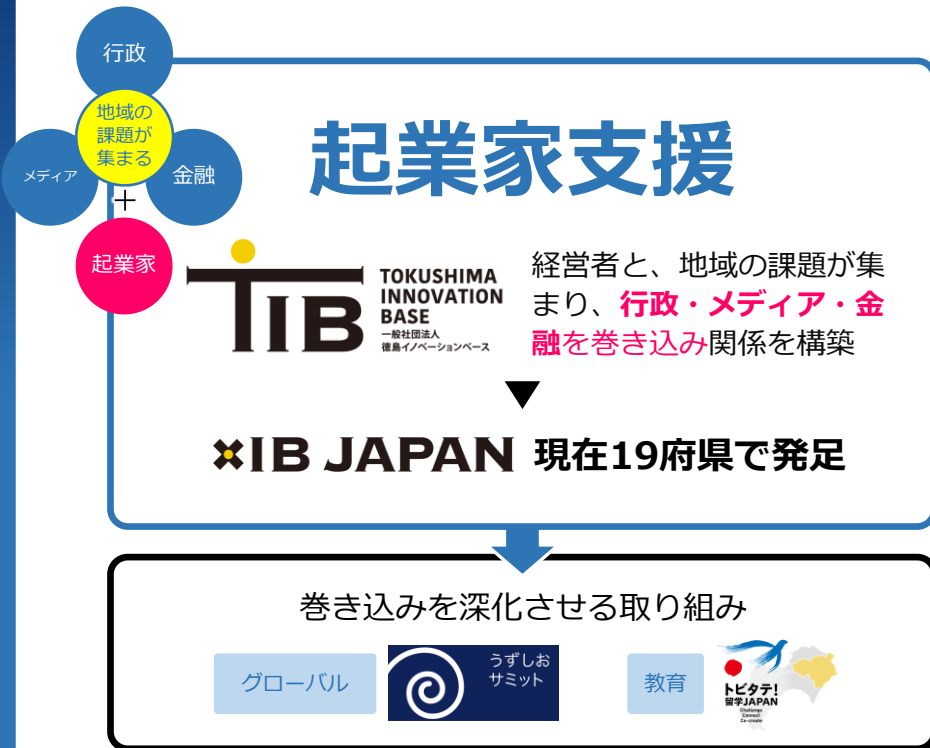 行政
地域の
課題が
集まる
メディア
金融
+
起業家
起業家支援
TIB
TOKUSHIMA
INNOVATION
BASE
一般社団法人
徳島イノベーションベース
経営者と、地域の課題が集
まり、行政・メディア・金
融を巻き込み関係を構築
▼
×IB JAPAN 現在19府県で発足
巻き込みを深化させる取り組み
グローバル
うずしお
サミット
教育
トビタテ!
留学JAPAN
Challenge
Connect
Co-create